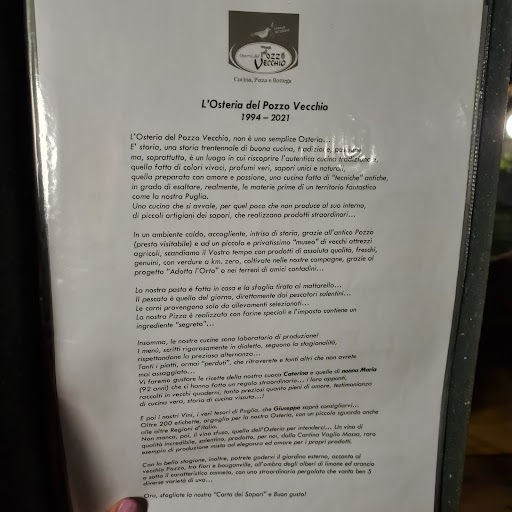 Pozzo
Vecchio
Cucina, Pizza e Bottega
L'Osteria del Pozzo Vecchio
1994 – 2021
L'Osteria del Pozzo Vecchio, non è una semplice Osteria...
E' storia, una storia trentennale di buona cucina, tradizione, passione
ma, soprattutto, è un luogo in cui riscoprire l'autentica cucina tradizionale,
quella fatta di colori vivaci, profumi veri, sapori unici e naturali,
quella preparata con amore e passione, una cucina fatta di "tecniche" antiche,
in grado di esaltare, realmente, le materie prime di un territorio fantastico
come la nostra Puglia.
Una cucina che si avvale, per quel poco che non produce al suo interno,
di piccoli artigiani dei sapori, che realizzano prodotti straordinari...
In un ambiente caldo, accogliente, intriso di storia, grazie all'antico Pozzo
(presto visitabile) e ad un piccolo e privatissimo "museo" di vecchi attrezzi
agricoli, scandiamo il Vostro tempo con prodotti di assoluta qualità, freschi,
genuini, con verdure a km. zero, coltivate nelle nostre campagne, grazie al
progetto "Adotta l'Orto" o nei terreni di amici contadini...
La nostra pasta è fatta in casa e la sfoglia tirata al mattarello...
Il pescato è quello del giorno, direttamente dai pescatori salentini...
Le carni provengono solo da allevamenti selezionati...
La nostra Pizza è realizzata con farine speciali e l'impasto contiene un
ingrediente "segreto"...
Insomma, le nostre cucine sono laboratorio di produzione!
I menù, scritti rigorosamente in dialetto, seguono la stagionalità,
rispettandone la preziosa alternanza...
Tanti i piatti, ormai "perduti", che ritroverete e tanti altri che non avrete
mai assaggiato...
Vi faremo gustare le ricette della nostra cuoca Caterina e quelle di nonna Maria
(92 anni) che ci hanno fatto un regalo straordinario... i loro appunti,
raccolti in vecchi quaderni, tanto preziosi quanto pieni di amore, testimonianza
di cucina vera, storia di cucina vissuta...!
E poi i nostri Vini, i veri tesori di Puglia, che Giuseppe saprà consigliarvi...
Oltre 200 etichette, orgoglio per la nostra Osteria, con un piccolo sguardo anche
alle altre Regioni d'Italia.
Non manca, poi, il vino sfuso, quello dell'Osteria per intenderci... Un vino di
qualità incredibile, salentino, prodotto, per noi, dalla Cantina Vaglio Massa, raro
esempio di produzione molto ad eleganza ed amore per i propri prodotti.
Con la bella stagione, inoltre, potrete godervi il giardino esterno, accanto al
vecchio Pozzo, tra fiori e bouganville, all'ombra degli alberi di limone ed arancio
o sotto il caratteristico canneto, con uno straordinario pergolato che vanta ben 5
diverse varietà di uva...
Ora, sfogliate la nostra "Carta dei Sapori" e Buon gusto!